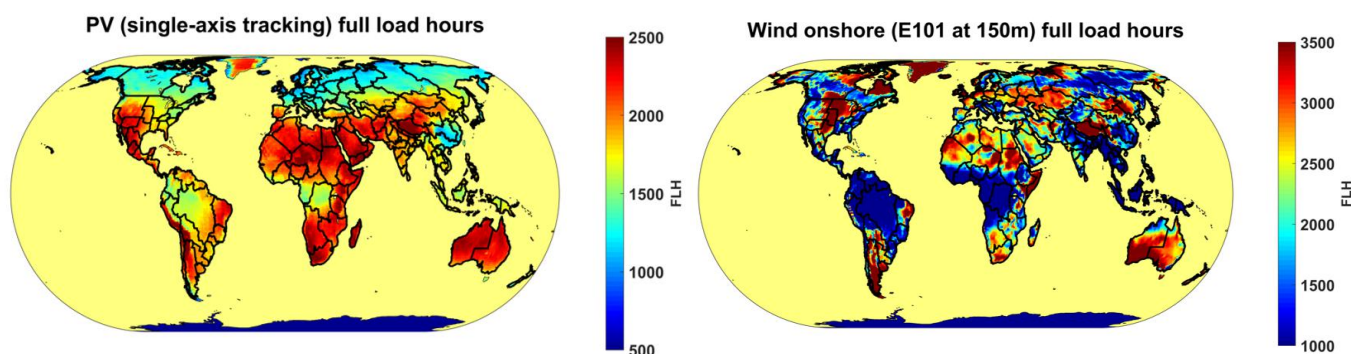 PV (single-axis tracking) full load hours
2500
2000
1500
1000
500
FLH
Wind onshore (E101 at 150m) full load hours
3500
3000
2500
2000
1500
1000
FLH